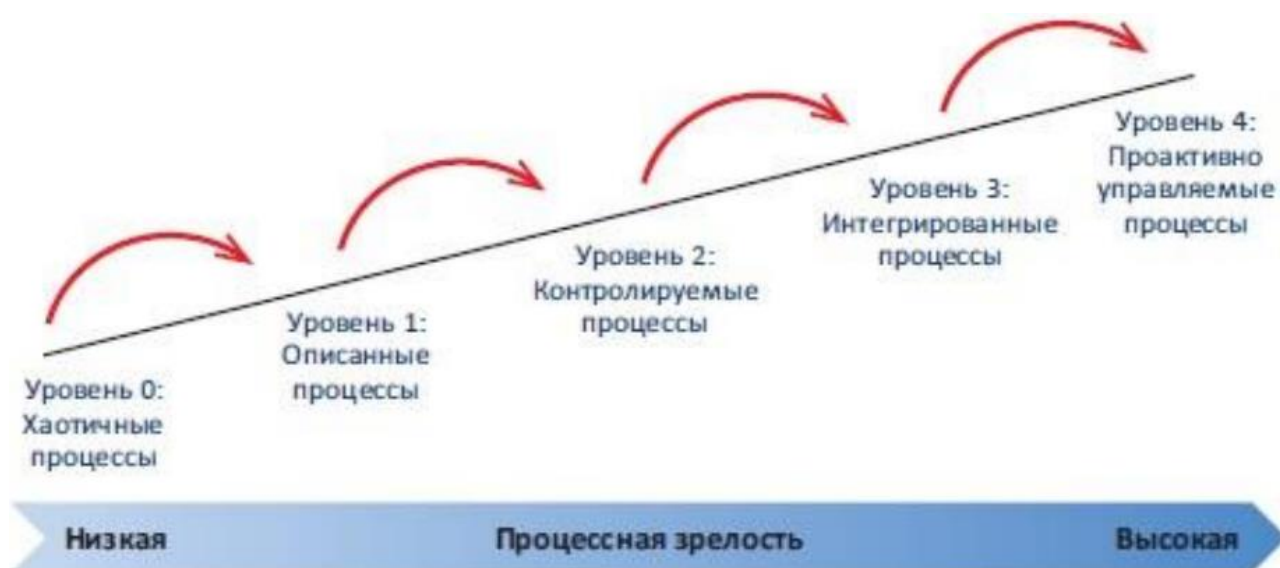 Уровень 0:
Хаотичные
процессы
Уровень 1:
Описанные
процессы
Уровень 2:
Контролируемые
процессы
Уровень 3:
Интегрированные
процессы
Уровень 4:
Проактивно
управляемые
процессы
Низкая
Процессная зрелость
Высокая